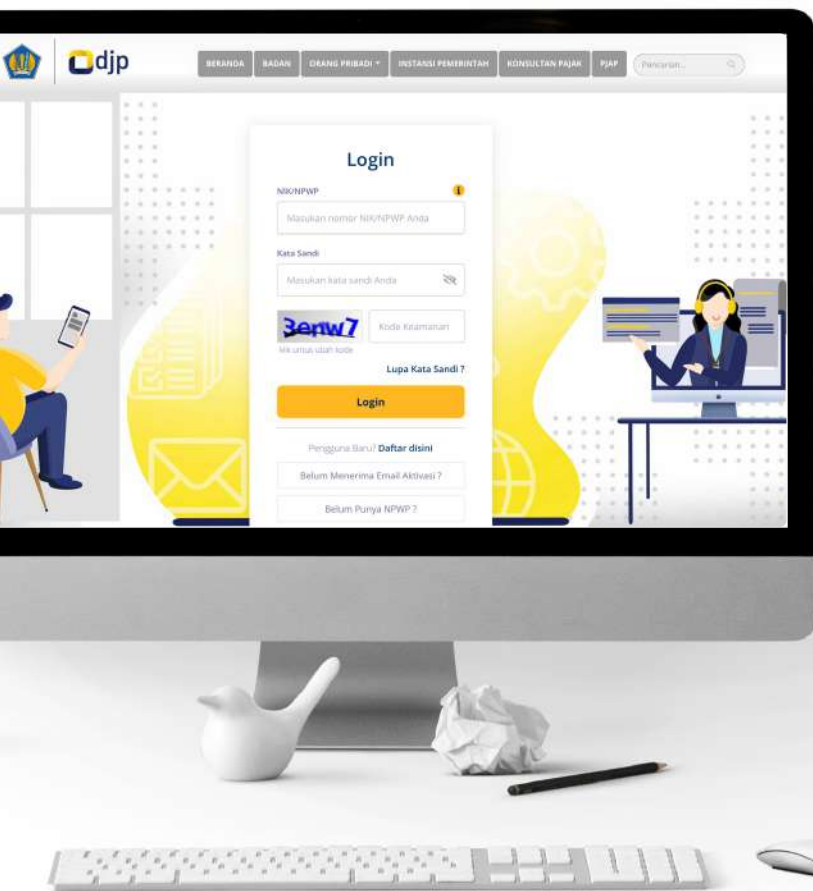 djp
BERANDA BADAN ORANG PRIBADI INSTANSI PEMERINTAH KONSULTAN PAJAK PJAP Pencarian...
Login
NIK/NPWP
Masukan nomor NIK/NPWP Anda
Kata Sandi
Masukan kata sandi Anda
3enw7 Kode Keamanan
klik untuk ubah kode
Lupa Kata Sandi ?
Login
Pengguna Baru? Daftar disini
Belum Menerima Email Aktivasi ?
Belum Punya NPWP ?